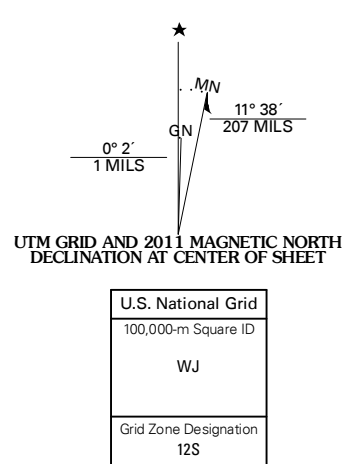 ★
MN
11° 38´
207 MILS
GN
0° 2´
1 MILS
UTM GRID AND 2011 MAGNETIC NORTH
DECLINATION AT CENTER OF SHEET
U.S. National Grid
100,000-m Square ID
WJ
Grid Zone Designation
12S